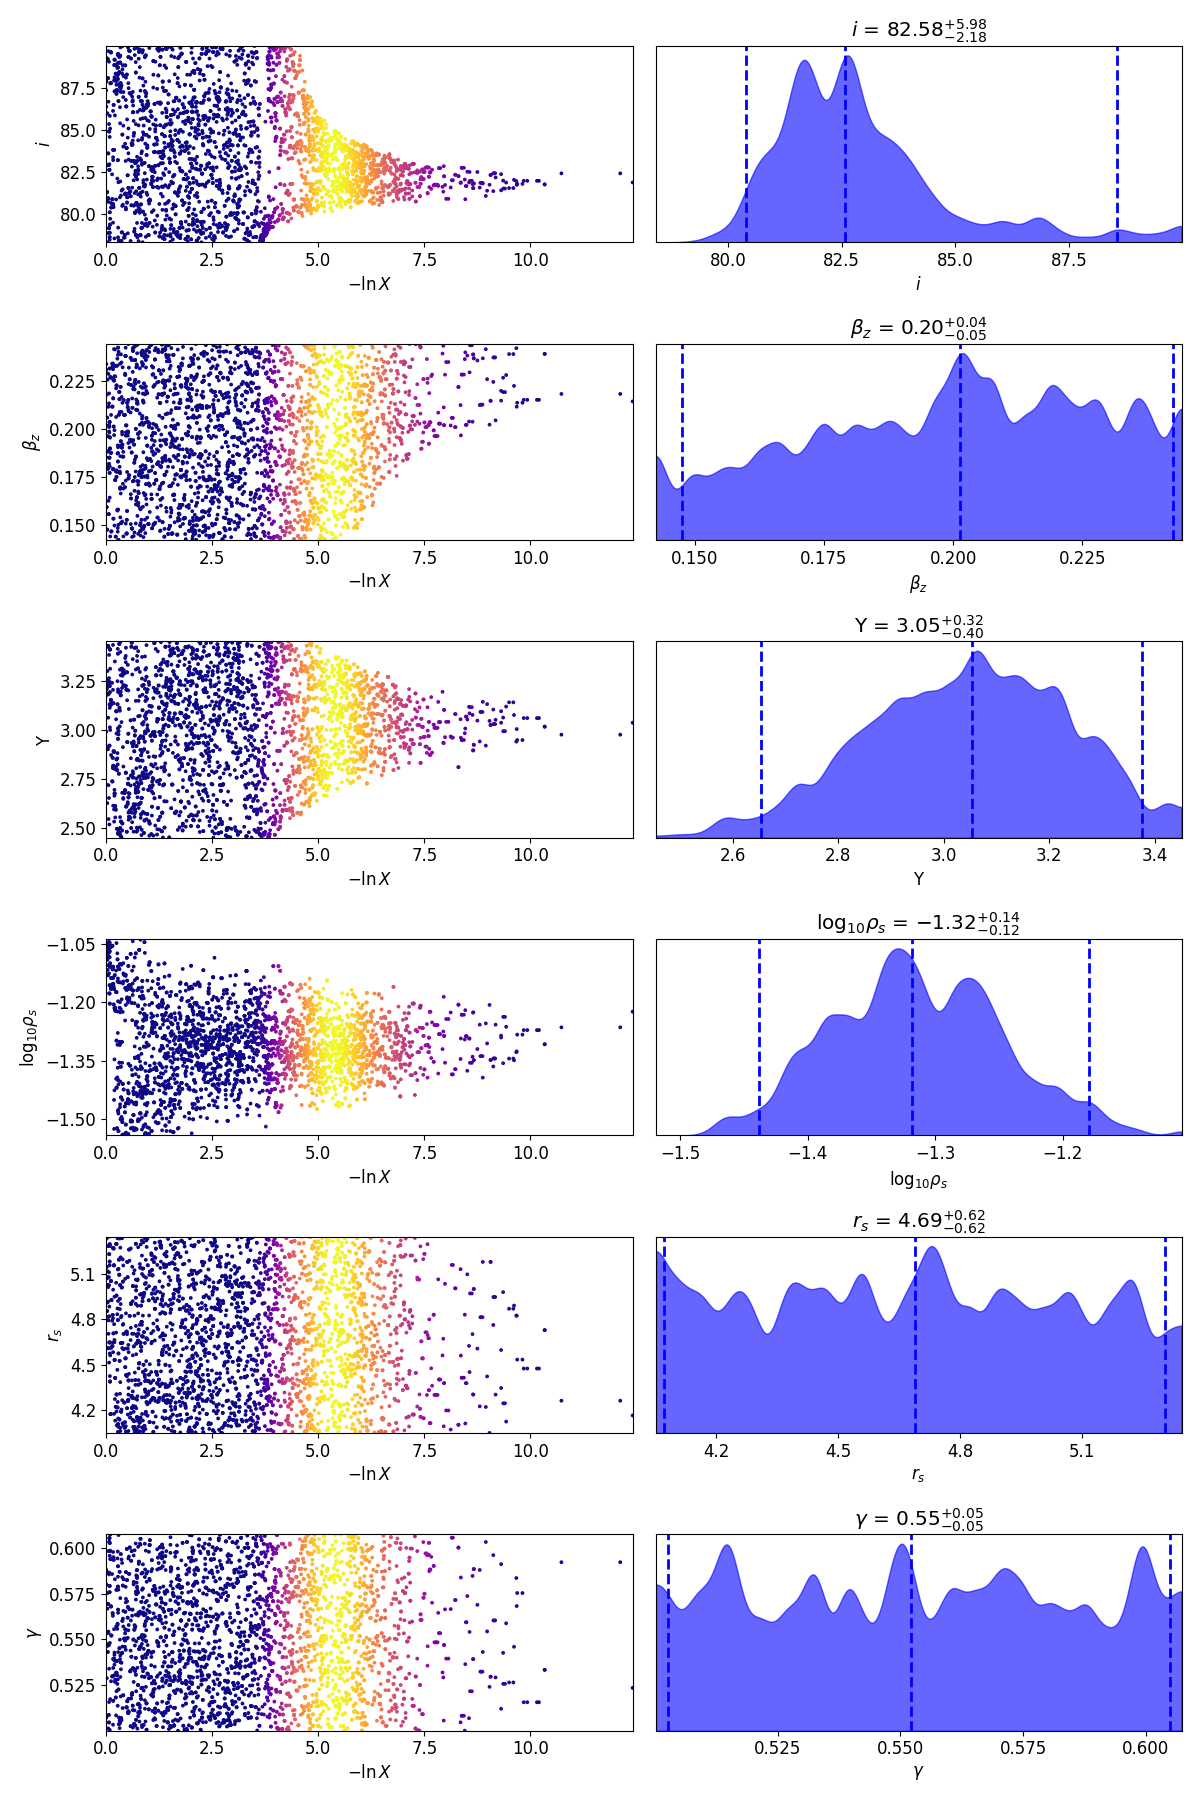 i = 82.58 +5.98 −2.18
87.5
85.0
82.5
80.0
i
0.0 2.5 5.0 7.5 10.0
−ln X
80.0 82.5 85.0 87.5
i
β_z = 0.20 +0.04 −0.05
0.225
0.200
0.175
0.150
β_z
0.0 2.5 5.0 7.5 10.0
−ln X
0.150 0.175 0.200 0.225
β_z
Y = 3.05 +0.32 −0.40
3.25
3.00
2.75
2.50
Y
0.0 2.5 5.0 7.5 10.0
−ln X
2.6 2.8 3.0 3.2 3.4
Y
log₁₀ρ_s = −1.32 +0.14 −0.12
−1.05
−1.20
−1.35
−1.50
log₁₀ρ_s
0.0 2.5 5.0 7.5 10.0
−ln X
−1.5 −1.4 −1.3 −1.2
log₁₀ρ_s
r_s = 4.69 +0.62 −0.62
5.1
4.8
4.5
4.2
r_s
0.0 2.5 5.0 7.5 10.0
−ln X
4.2 4.5 4.8 5.1
r_s
γ = 0.55 +0.05 −0.05
0.600
0.575
0.550
0.525
γ
0.0 2.5 5.0 7.5 10.0
−ln X
0.525 0.550 0.575 0.600
γ